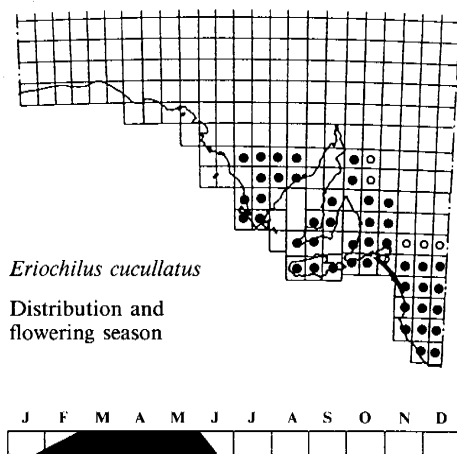 Eriochilus cucullatus
Distribution and
flowering season
J F M A M J J A S O N D